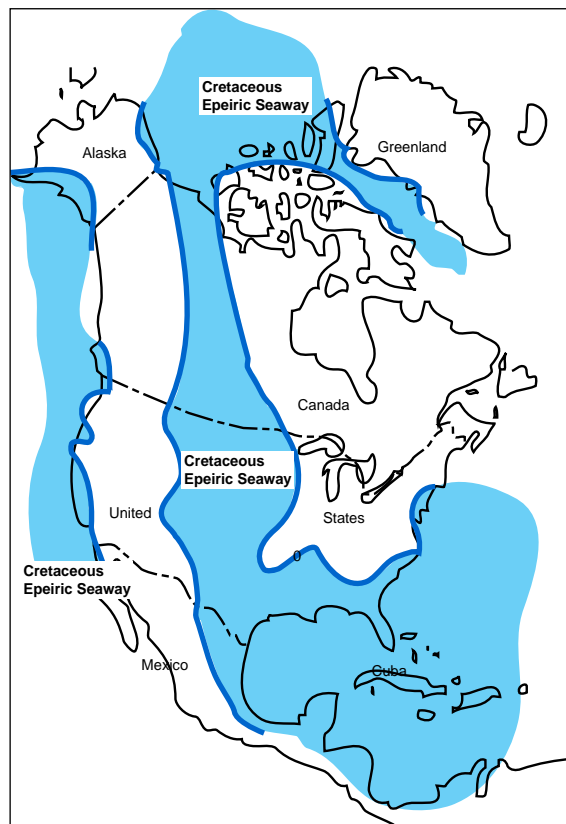 Cretaceous
Epeiric Seaway
Alaska
Greenland
Canada
Cretaceous
Epeiric Seaway
United
States
0
Cretaceous
Epeiric Seaway
Mexico
Cuba